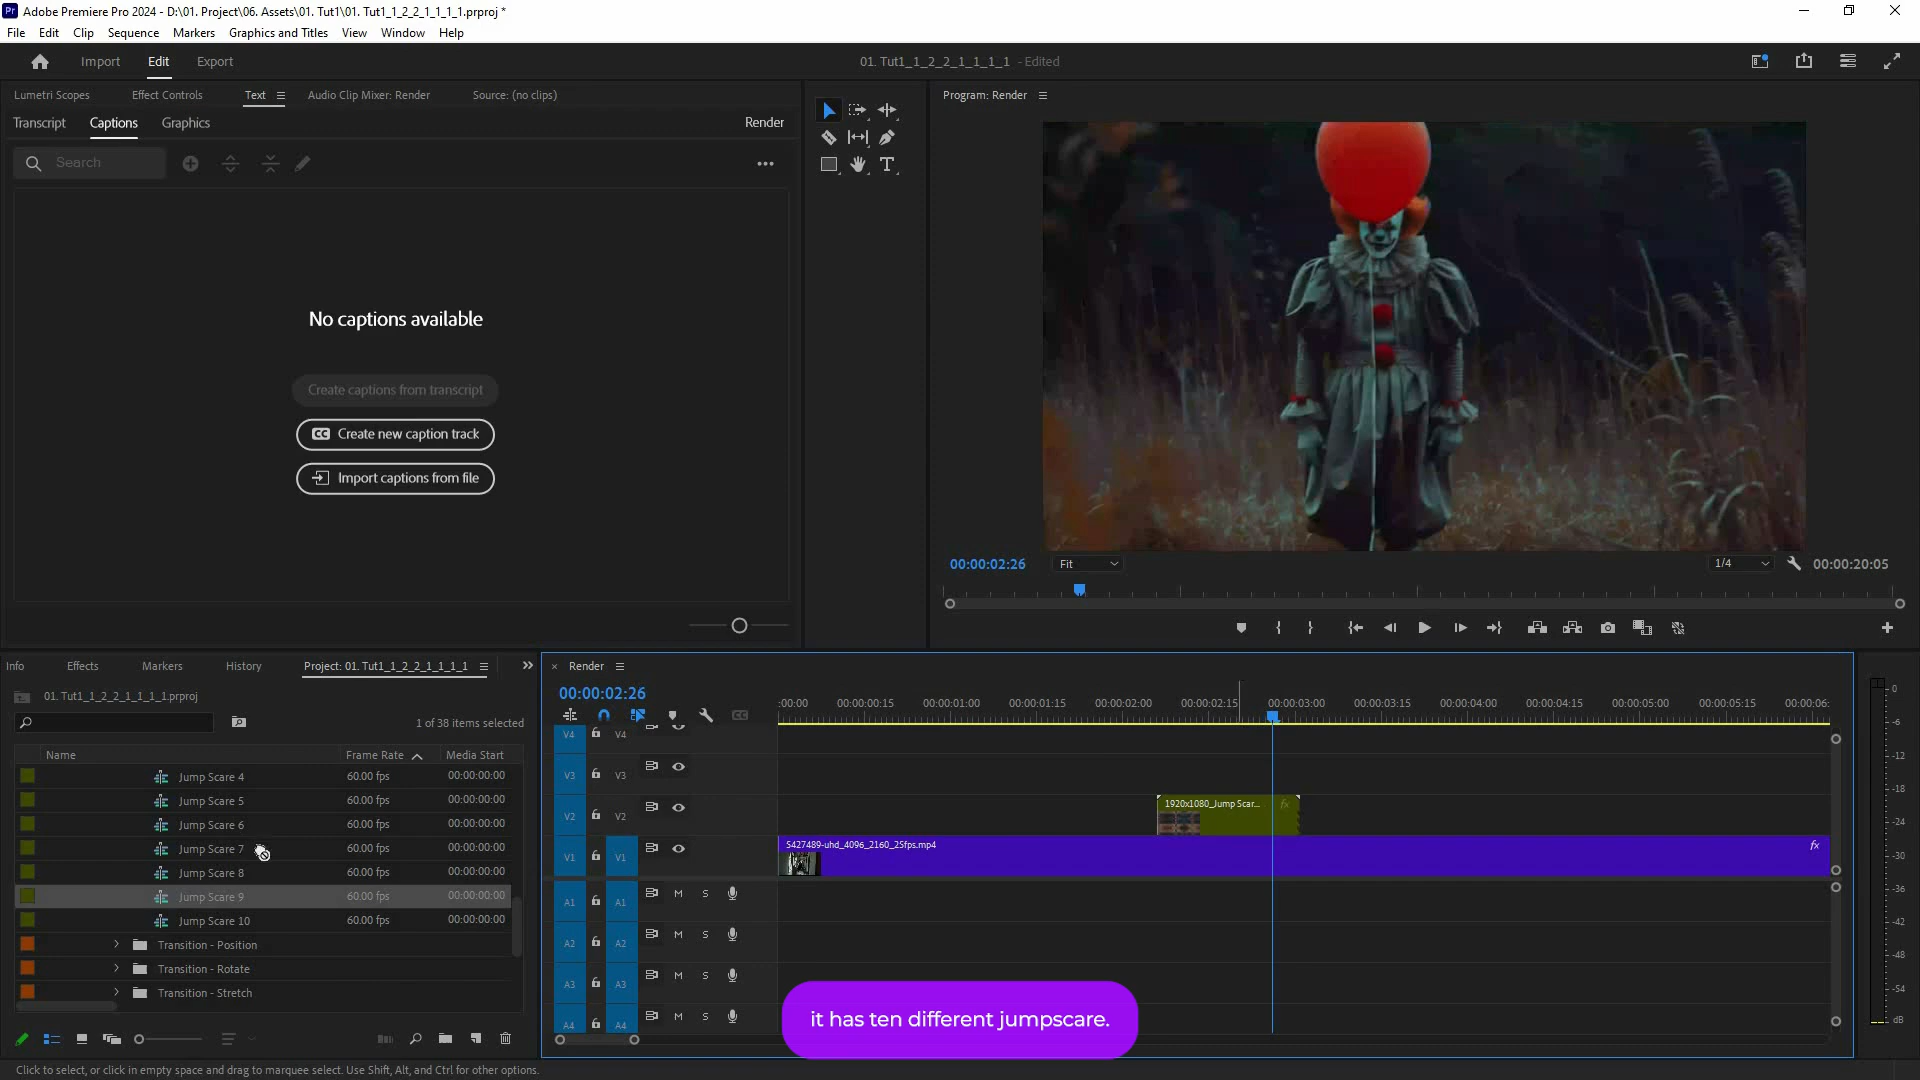 Adobe Premiere Pro 2024 - D:\01. Project\06. Assets\01. Tut1\01. Tut1_1_2_2_1_1_1_1.prproj *
File Edit Clip Sequence Markers Graphics and Titles View Window Help
Import Edit Export
01. Tut1_1_2_2_1_1_1_1 - Edited
Lumetri Scopes Effect Controls Text Audio Clip Mixer: Render Source: (no clips)
Program: Render
Transcript Captions Graphics
Render
Search
No captions available
Create captions from transcript
CC Create new caption track
Import captions from file
00:00:02:26
Fit
1/4
00:00:20:05
Info Effects Markers History Project: 01. Tut1_1_2_2_1_1_1_1
01. Tut1_1_2_2_1_1_1_1.prproj
1 of 38 items selected
Name Frame Rate Media Start
Jump Scare 4 60.00 fps 00:00:00:00
Jump Scare 5 60.00 fps 00:00:00:00
Jump Scare 6 60.00 fps 00:00:00:00
Jump Scare 7 60.00 fps 00:00:00:00
Jump Scare 8 60.00 fps 00:00:00:00
Jump Scare 9 60.00 fps 00:00:00:00
Jump Scare 10 60.00 fps 00:00:00:00
Transition - Position
Transition - Rotate
Transition - Stretch
Render
00:00:02:26
:00:00 00:00:00:15 00:00:01:00 00:00:01:15 00:00:02:00 00:00:02:15 00:00:03:00 00:00:03:15 00:00:04:00 00:00:04:15 00:00:05:00 00:00:05:15 00:00:06:
V4 V4
V3 V3
V2 V2
1920x1080_Jump Scar... fx
V1 V1
5427489-uhd_4096_2160_25fps.mp4 fx
A1 A1 M S
A2 A2 M S
A3 A3 M S
A4 A4 M S
0
-6
-12
-18
-24
-30
-36
-42
-48
-54
dB
it has ten different jumpscare.
Click to select, or click in empty space and drag to marquee select. Use Shift, Alt, and Ctrl for other options.